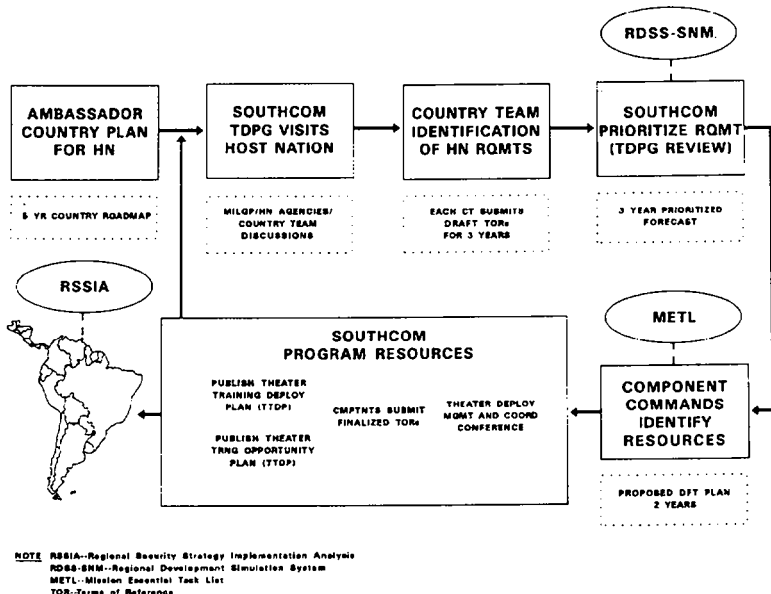 RDSS-SNM
AMBASSADOR
COUNTRY PLAN
FOR HN
SOUTHCOM
TDPG VISITS
HOST NATION
COUNTRY TEAM
IDENTIFICATION
OF HN RQMTS
SOUTHCOM
PRIORITIZE RQMT
(TDPG REVIEW)
5 YR COUNTRY ROADMAP
MILGP/HN AGENCIES/
COUNTRY TEAM
DISCUSSIONS
EACH CT SUBMITS
DRAFT TORs
FOR 3 YEARS
3 YEAR PRIORITIZED
FORECAST
RSSIA
METL
SOUTHCOM
PROGRAM RESOURCES
PUBLISH THEATER
TRAINING DEPLOY
PLAN (TTDP)
PUBLISH THEATER
TRNG OPPORTUNITY
PLAN (TTDP)
CMPTNTS SUBMIT
FINALIZED TORs
THEATER DEPLOY
MGMT AND COORD
CONFERENCE
COMPONENT
COMMANDS
IDENTIFY
RESOURCES
PROPOSED DFT PLAN
2 YEARS
NOTE RSSIA--Regional Security Strategy Implementation Analysis
RDSS-SNM--Regional Development Simulation System
METL--Mission Essential Task List
TOR--Terms of Reference